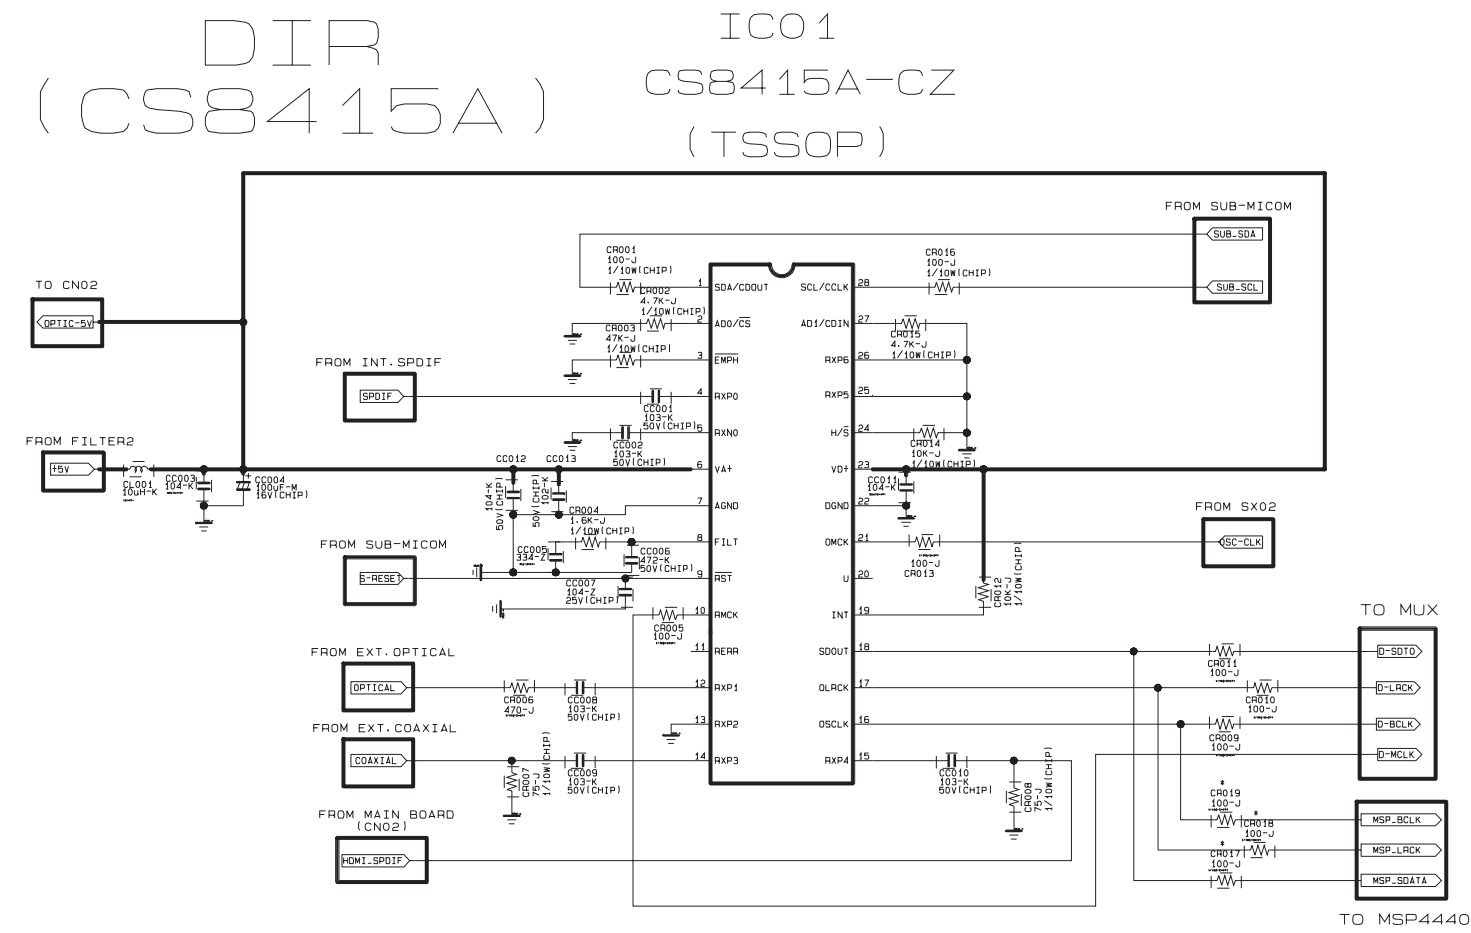 DIR
(CS8415A)
IC01
CS8415A-CZ
(TSSOP)
FROM SUB-MICOM
SUB_SDA
SUB_SCL
TO CN02
OPTIC-5V
CR001
100-J
1/10W(CHIP)
CR002
4.7K-J
1/10W(CHIP)
CR003
47K-J
1/10W(CHIP)
CR016
100-J
1/10W(CHIP)
CR015
4.7K-J
1/10W(CHIP)
FROM INT.SPDIF
SPDIF
CC001
103-K
50V(CHIP)
CC002
103-K
50V(CHIP)
CR014
10K-J
1/10W(CHIP)
FROM FILTER2
+5V
CL001
10uH-K
CC003
104-K
CC004
100uF-M
16V(CHIP)
+
CC012
104-K
50V(CHIP)
CC013
102-K
50V(CHIP)
CC011
104-K
1 SDA/CDOUT
2 AD0/CS
3 EMPH
4 RXP0
5 RXN0
6 VA+
7 AGND
8 FILT
9 RST
10 RMCK
11 RERR
12 RXP1
13 RXP2
14 RXP3
SCL/CCLK 28
AD1/CDIN 27
RXP6 26
RXP5 25
H/S 24
VD+ 23
DGND 22
OMCK 21
U 20
INT 19
SDOUT 18
OLRCK 17
OSCLK 16
RXP4 15
CR004
1.6K-J
1/10W(CHIP)
CC005
334-Z
CC006
472-K
50V(CHIP)
FROM SUB-MICOM
S-RESET
CC007
104-Z
25V(CHIP)
CR005
100-J
FROM SX02
OSC-CLK
100-J
CR013
CR012
10K-J
1/10W(CHIP)
FROM EXT.OPTICAL
OPTICAL
CR006
470-J
CC008
103-K
50V(CHIP)
FROM EXT.COAXIAL
COAXIAL
CR007
75-J
1/10W(CHIP)
CC009
103-K
50V(CHIP)
CC010
103-K
50V(CHIP)
CR008
75-J
1/10W(CHIP)
FROM MAIN BOARD
(CN02)
HDMI_SPDIF
TO MUX
D-SDTO
D-LRCK
D-BCLK
D-MCLK
CR011
100-J
CR010
100-J
CR009
100-J
*
CR019
100-J
*
CR018
100-J
*
CR017
100-J
MSP_BCLK
MSP_LRCK
MSP_SDATA
TO MSP4440